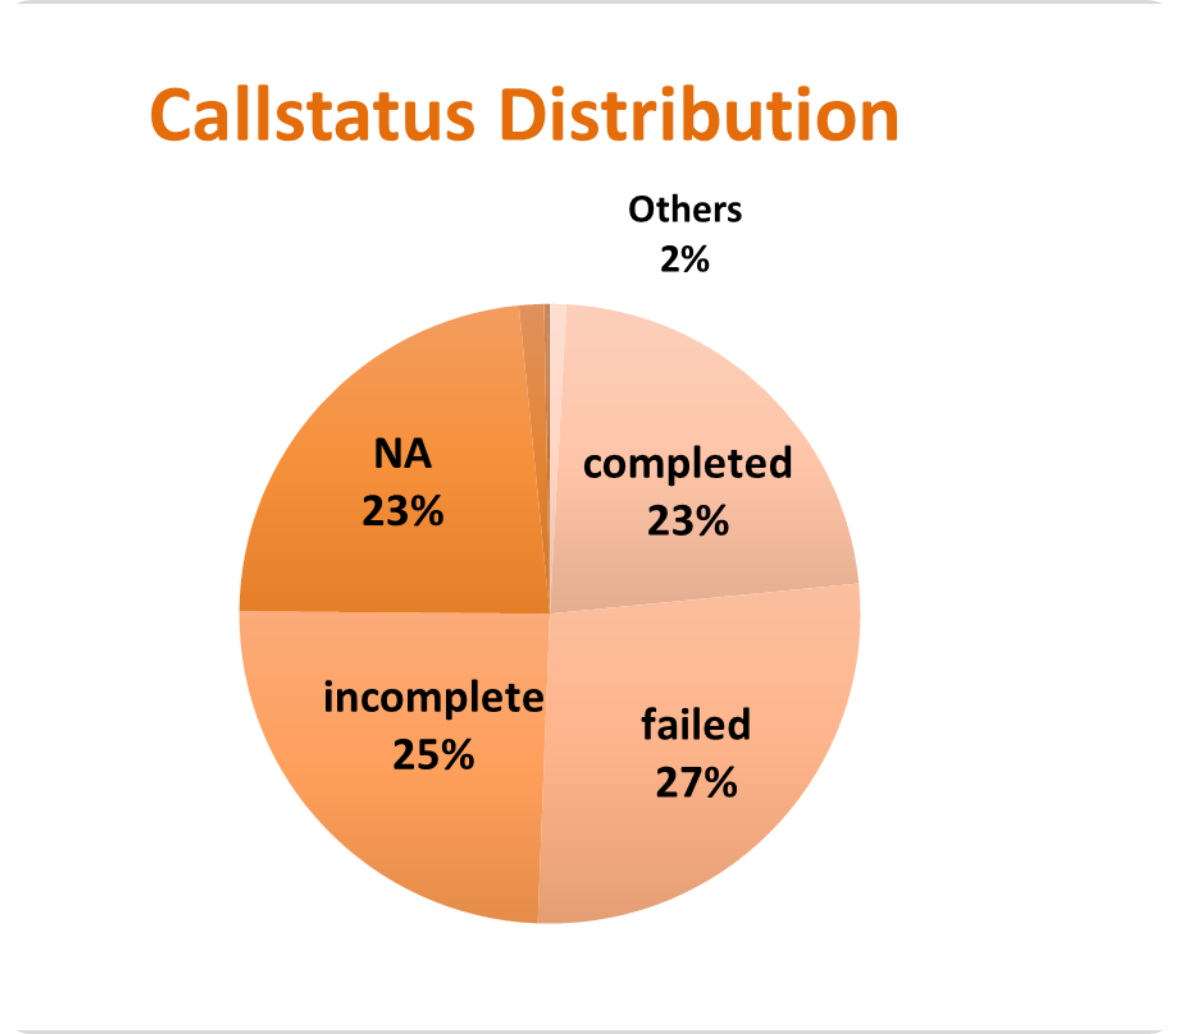 Callstatus Distribution
Others
2%
NA
23%
completed
23%
incomplete
25%
failed
27%